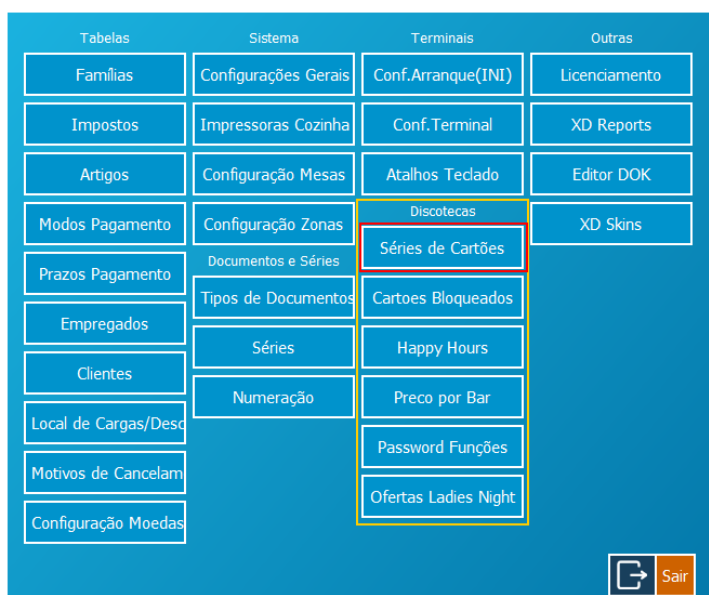 Tabelas
Famílias
Impostos
Artigos
Modos Pagamento
Prazos Pagamento
Empregados
Clientes
Local de Cargas/Desc
Motivos de Cancelam
Configuração Moedas
Sistema
Configurações Gerais
Impressoras Cozinha
Configuração Mesas
Configuração Zonas
Documentos e Séries
Tipos de Documentos
Séries
Numeração
Terminais
Conf.Arranque(INI)
Conf.Terminal
Atalhos Teclado
Discotecas
Séries de Cartões
Cartoes Bloqueados
Happy Hours
Preco por Bar
Password Funções
Ofertas Ladies Night
Outras
Licenciamento
XD Reports
Editor DOK
XD Skins
Sair